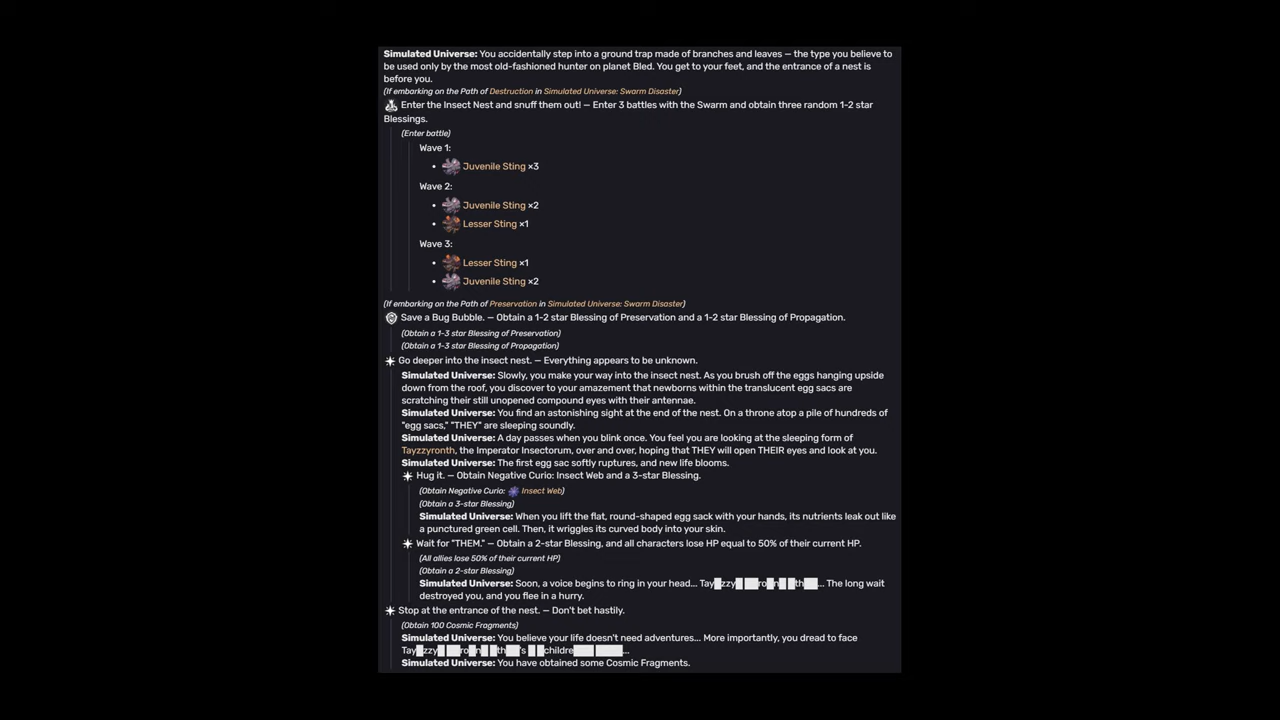 Simulated Universe: You accidentally step into a ground trap made of branches and leaves — the type you believe to
be used only by the most old-fashioned hunter on planet Bled. You get to your feet, and the entrance of a nest is
before you.
(If embarking on the Path of Destruction in Simulated Universe: Swarm Disaster)
Enter the Insect Nest and snuff them out! — Enter 3 battles with the Swarm and obtain three random 1-2 star
Blessings.
(Enter battle)
Wave 1:
• Juvenile Sting ×3
Wave 2:
• Juvenile Sting ×2
• Lesser Sting ×1
Wave 3:
• Lesser Sting ×1
• Juvenile Sting ×2
(If embarking on the Path of Preservation in Simulated Universe: Swarm Disaster)
Save a Bug Bubble. — Obtain a 1-2 star Blessing of Preservation and a 1-2 star Blessing of Propagation.
(Obtain a 1-3 star Blessing of Preservation)
(Obtain a 1-3 star Blessing of Propagation)
Go deeper into the insect nest. — Everything appears to be unknown.
Simulated Universe: Slowly, you make your way into the insect nest. As you brush off the eggs hanging upside
down from the roof, you discover to your amazement that newborns within the translucent egg sacs are
scratching their still unopened compound eyes with their antennae.
Simulated Universe: You find an astonishing sight at the end of the nest. On a throne atop a pile of hundreds of
"egg sacs," "THEY" are sleeping soundly.
Simulated Universe: A day passes when you blink once. You feel you are looking at the sleeping form of
Tayzzyronth, the Imperator Insectorum, over and over, hoping that THEY will open THEIR eyes and look at you.
Simulated Universe: The first egg sac softly ruptures, and new life blooms.
Hug it. — Obtain Negative Curio: Insect Web and a 3-star Blessing.
(Obtain Negative Curio: Insect Web)
(Obtain a 3-star Blessing)
Simulated Universe: When you lift the flat, round-shaped egg sack with your hands, its nutrients leak out like
a punctured green cell. Then, it wriggles its curved body into your skin.
Wait for "THEM." — Obtain a 2-star Blessing, and all characters lose HP equal to 50% of their current HP.
(All allies lose 50% of their current HP)
(Obtain a 2-star Blessing)
Simulated Universe: Soon, a voice begins to ring in your head... Tay█zzy█ ██ro█n█ █th██... The long wait
destroyed you, and you flee in a hurry.
Stop at the entrance of the nest. — Don't bet hastily.
(Obtain 100 Cosmic Fragments)
Simulated Universe: You believe your life doesn't need adventures... More importantly, you dread to face
Tay█zzy█ ██ro█n█ █th██'s █ █childre███ ████...
Simulated Universe: You have obtained some Cosmic Fragments.